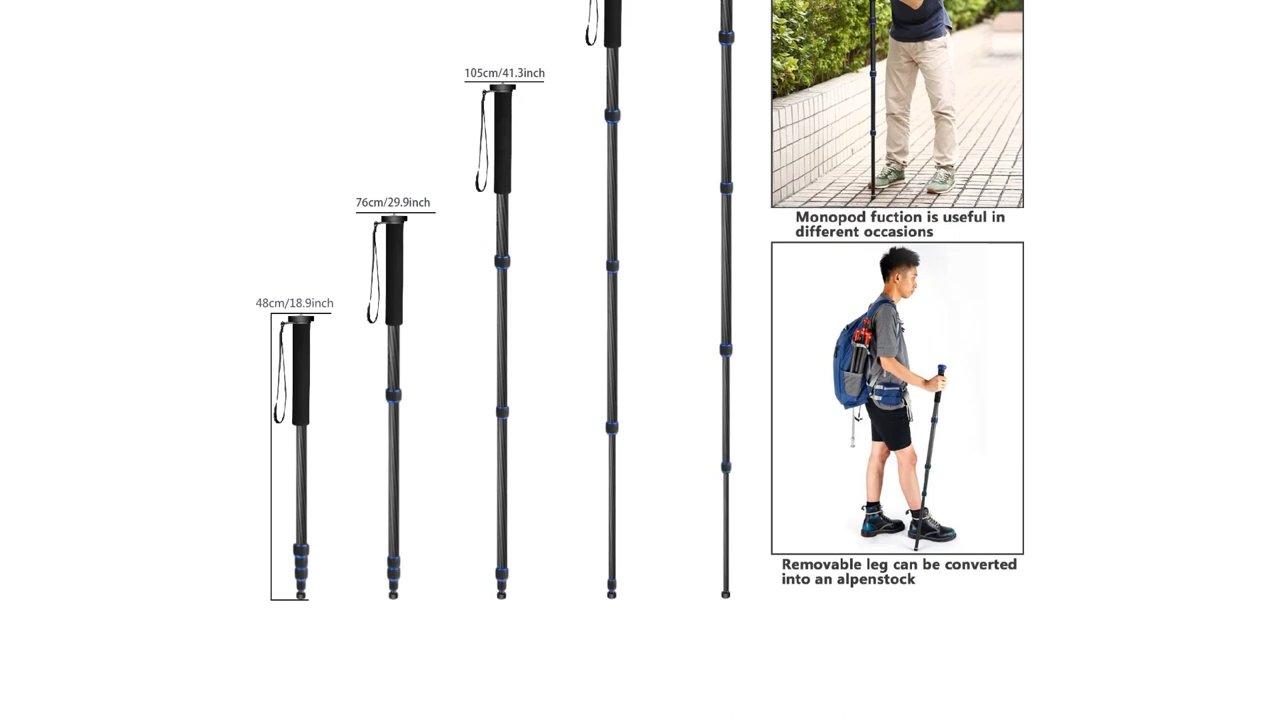 105cm/41.3inch
76cm/29.9inch
48cm/18.9inch
Monopod fuction is useful in
different occasions
Removable leg can be converted
into an alpenstock